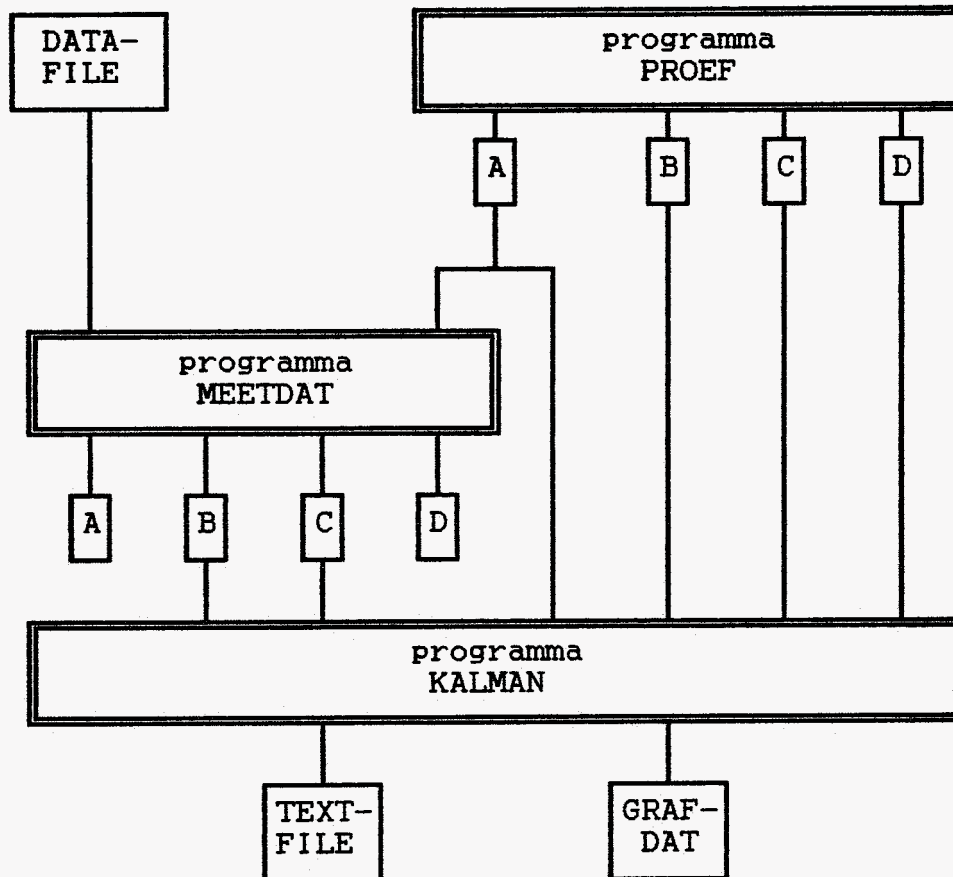 DATA-
FILE
programma
PROEF
A
B
C
D
programma
MEETDAT
A
B
C
D
programma
KALMAN
TEXT-
FILE
GRAF-
DAT